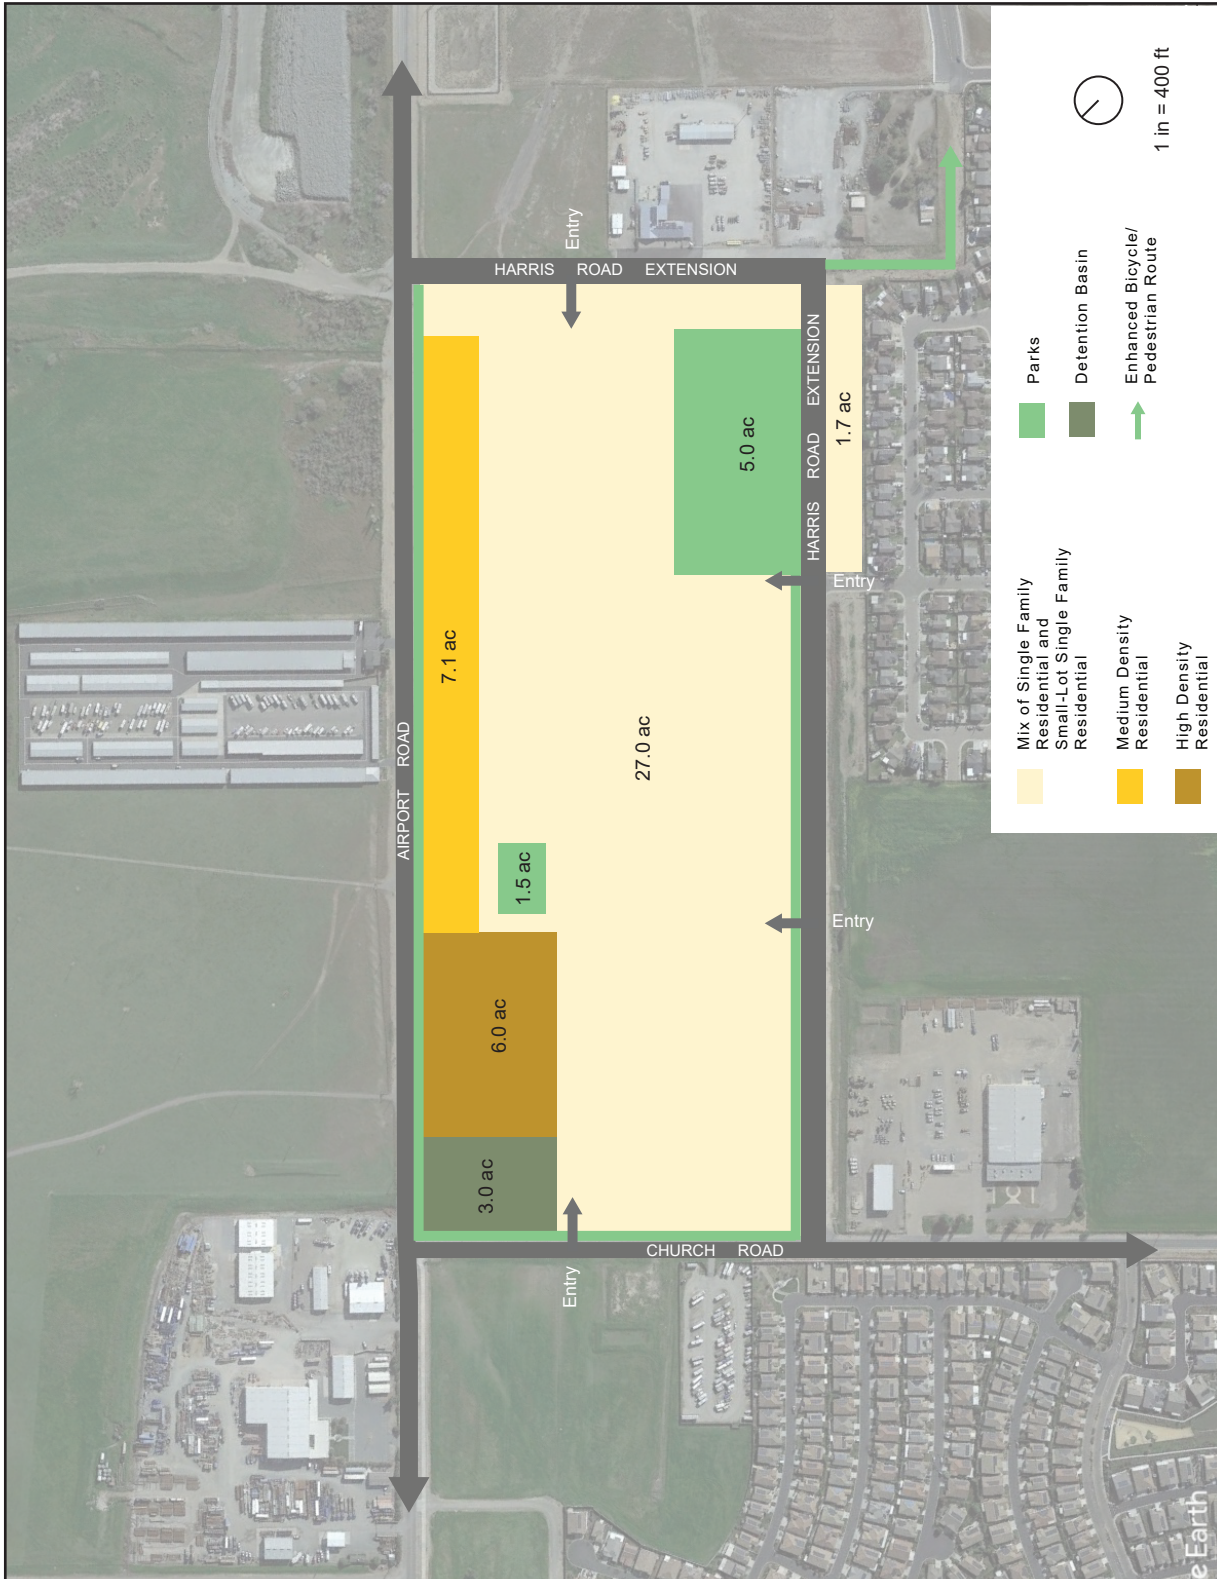 1 in = 400 ft
Entry
HARRIS ROAD EXTENSION
AIRPORT ROAD
7.1 ac
5.0 ac
HARRIS ROAD EXTENSION
1.7 ac
27.0 ac
Entry
1.5 ac
Entry
6.0 ac
3.0 ac
CHURCH ROAD
Entry
Mix of Single Family
Residential and
Small-Lot Single Family
Residential
Medium Density
Residential
High Density
Residential
Parks
Detention Basin
Enhanced Bicycle/
Pedestrian Route
e Earth